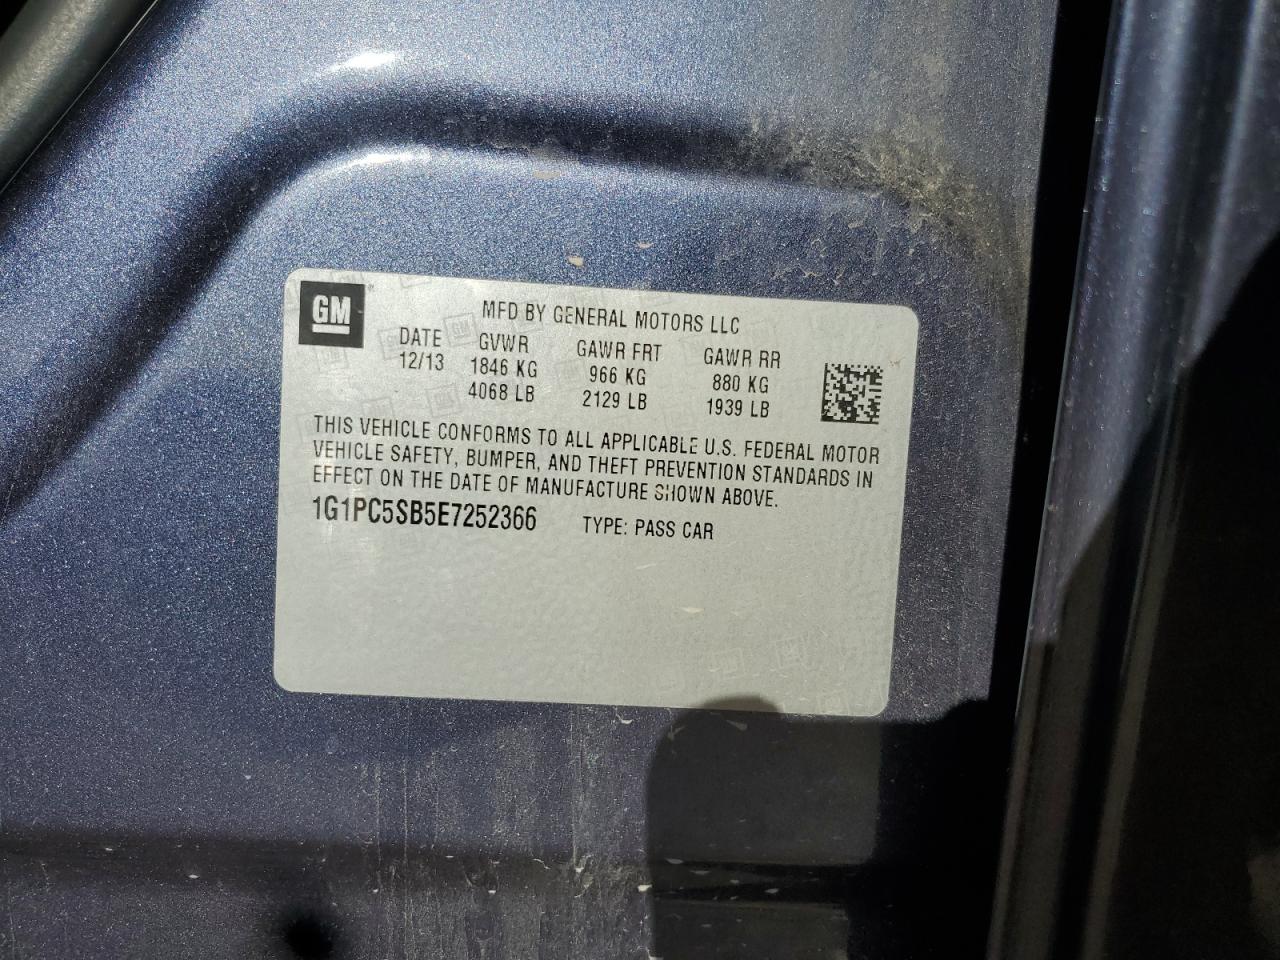 GM
MFD BY GENERAL MOTORS LLC
DATE GVWR GAWR FRT GAWR RR
12/13 1846 KG 966 KG 880 KG
4068 LB 2129 LB 1939 LB
THIS VEHICLE CONFORMS TO ALL APPLICABLE U.S. FEDERAL MOTOR
VEHICLE SAFETY, BUMPER, AND THEFT PREVENTION STANDARDS IN
EFFECT ON THE DATE OF MANUFACTURE SHOWN ABOVE.
1G1PC5SB5E7252366 TYPE: PASS CAR